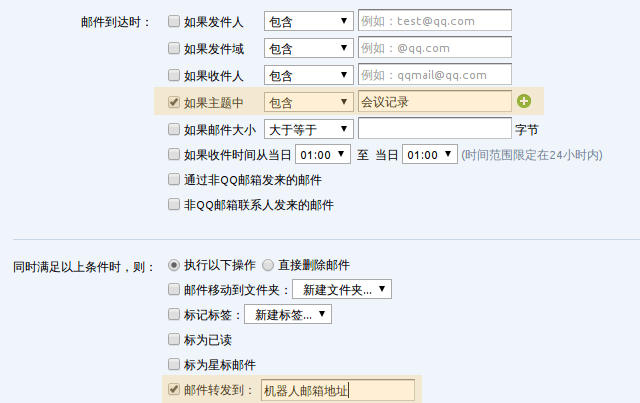 邮件到达时： 如果发件人 包含 例如：test@qq.com
如果发件域 包含 例如：@qq.com
如果收件人 包含 例如：qqmail@qq.com
如果主题中 包含 会议记录
如果邮件大小 大于等于 字节
如果收件时间从当日 01:00 至 当日 01:00 (时间范围限定在24小时内)
通过非QQ邮箱发来的邮件
非QQ邮箱联系人发来的邮件
同时满足以上条件时，则： 执行以下操作 直接删除邮件
邮件移动到文件夹： 新建文件夹...
标记标签： 新建标签...
标为已读
标为星标邮件
邮件转发到： 机器人邮箱地址